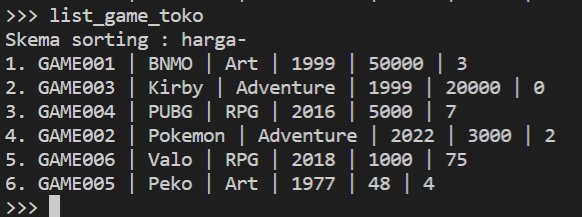 >>> list_game_toko
Skema sorting : harga-
1. GAME001 | BNMO | Art | 1999 | 50000 | 3
2. GAME003 | Kirby | Adventure | 1999 | 20000 | 0
3. GAME004 | PUBG | RPG | 2016 | 5000 | 7
4. GAME002 | Pokemon | Adventure | 2022 | 3000 | 2
5. GAME006 | Valo | RPG | 2018 | 1000 | 75
6. GAME005 | Peko | Art | 1977 | 48 | 4
>>>